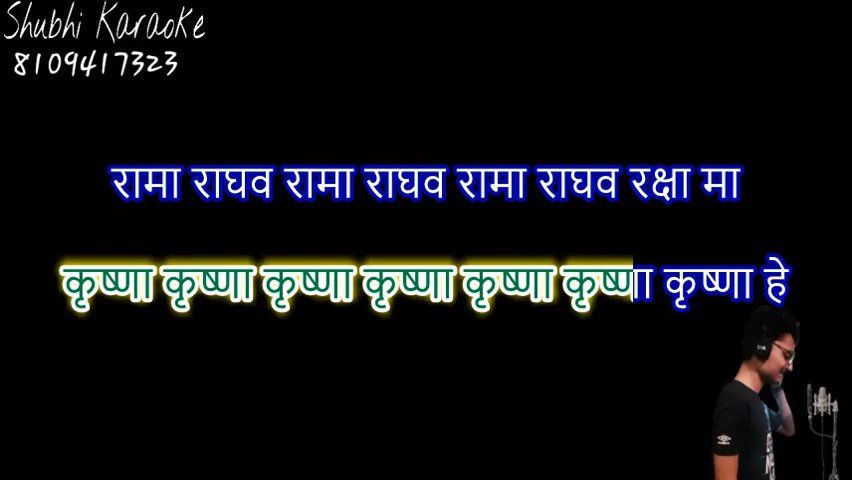 Shubhi Karaoke
8109417323
रामा राघव रामा राघव रामा राघव रक्षा मा
कृष्णा कृष्णा कृष्णा कृष्णा कृष्णा कृष्णा कृष्णा हे